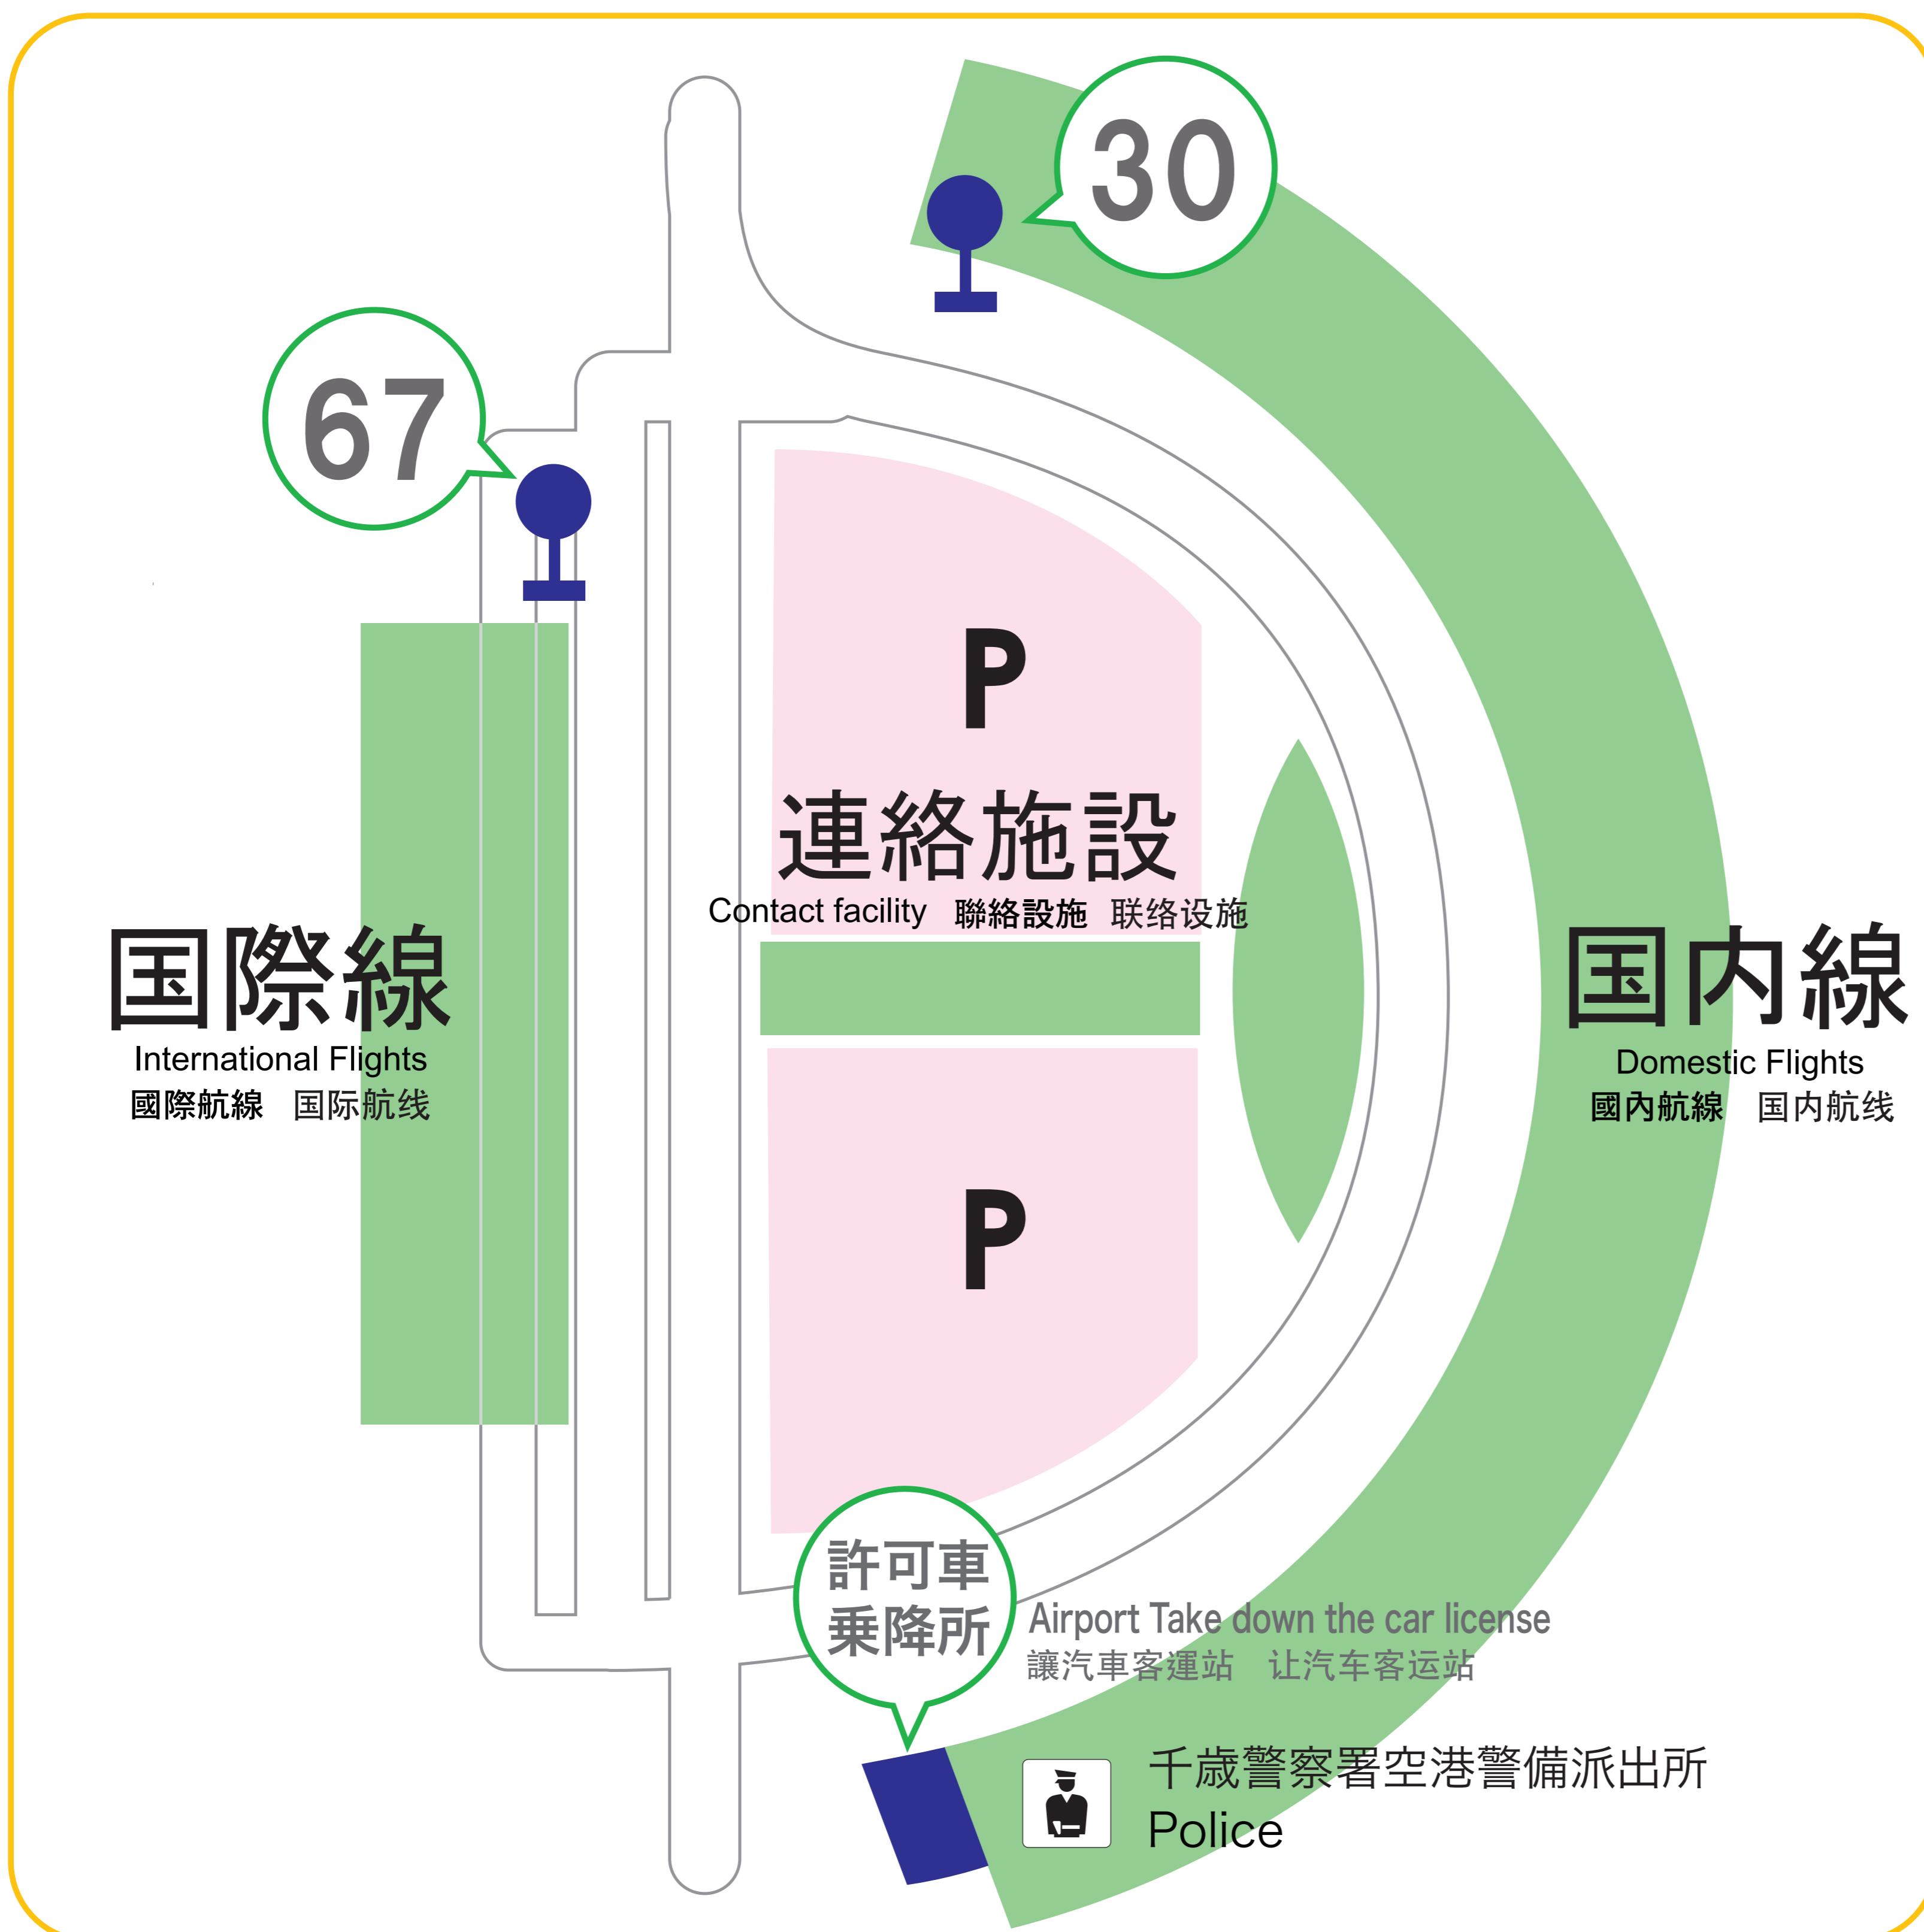 30
67
P
連絡施設
Contact facility 聯絡設施 联络设施
国際線
International Flights
國際航線 国际航线
国内線
Domestic Flights
國內航線 国内航线
P
許可車
乗降所
Airport Take down the car license
讓汽車客運站 让汽车客运站
千歳警察署空港警備派出所
Police